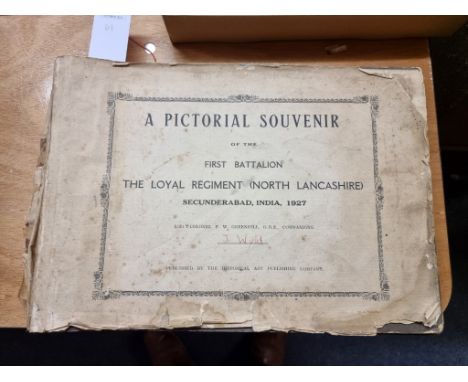 A PICTORIAL SOUVENIR
OF THE
FIRST BATTALION
THE LOYAL REGIMENT (NORTH LANCASHIRE)
SECUNDERABAD, INDIA, 1927
F. M. O.B.E., COMMANDING.
PUBLISHED BY THE HISTORICAL ART PUBLISHING COMPANY.